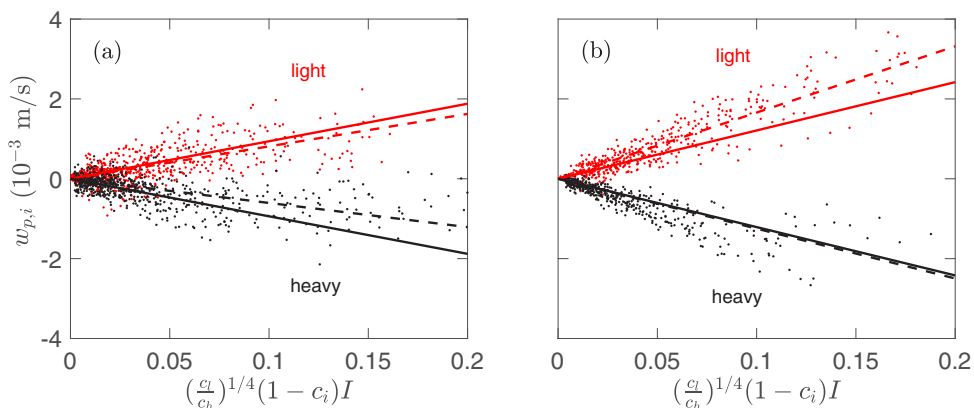 4
2
0
-2
-4
w_{p,i} (10^{-3} m/s)
(a)
light
heavy
0
0.05
0.1
0.15
0.2
(\frac{c_l}{c_h})^{1/4}(1 - c_i)I
(b)
light
heavy
0
0.05
0.1
0.15
0.2
(\frac{c_l}{c_h})^{1/4}(1 - c_i)I